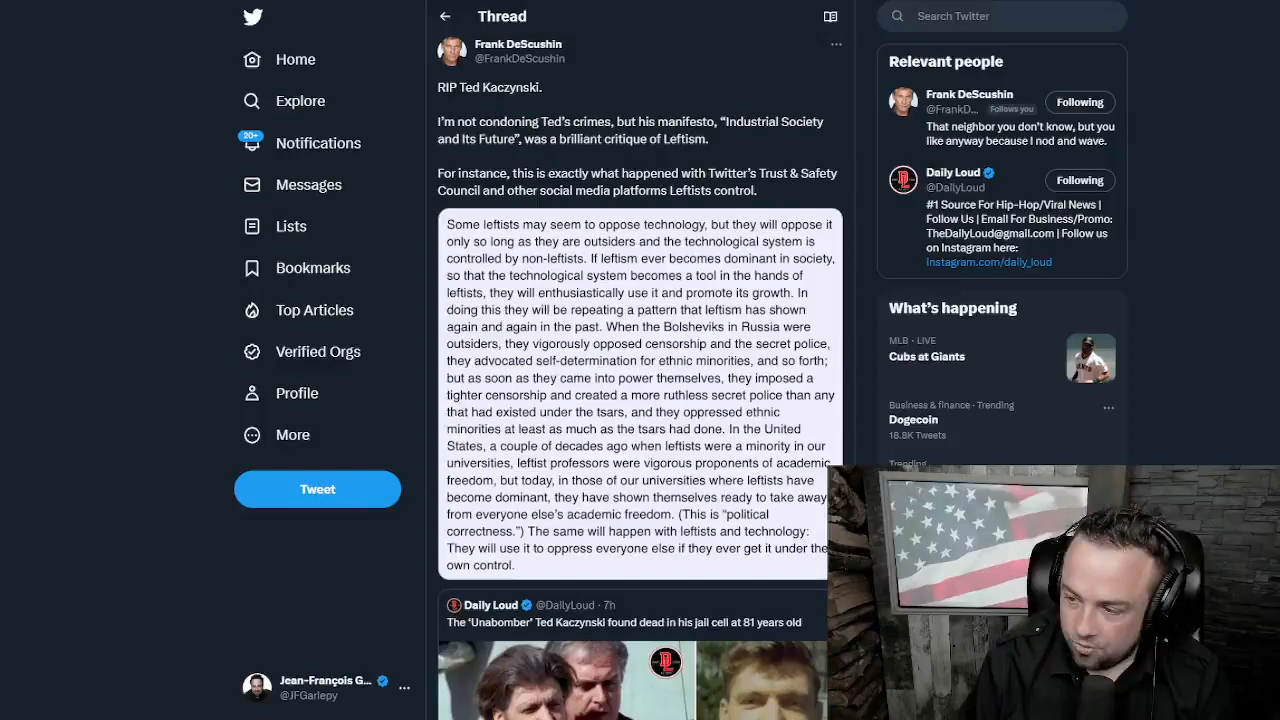 Home
Explore
20+
Notifications
Messages
Lists
Bookmarks
Top Articles
Verified Orgs
Profile
More
Tweet
Jean-François G...
@JFGarlepy
Thread
Frank DeScushin
@FrankDeScushin
RIP Ted Kaczynski.
I'm not condoning Ted's crimes, but his manifesto, “Industrial Society
and Its Future”, was a brilliant critique of Leftism.
For instance, this is exactly what happened with Twitter's Trust & Safety
Council and other social media platforms Leftists control.
Some leftists may seem to oppose technology, but they will oppose it
only so long as they are outsiders and the technological system is
controlled by non-leftists. If leftism ever becomes dominant in society,
so that the technological system becomes a tool in the hands of
leftists, they will enthusiastically use it and promote its growth. In
doing this they will be repeating a pattern that leftism has shown
again and again in the past. When the Bolsheviks in Russia were
outsiders, they vigorously opposed censorship and the secret police,
they advocated self-determination for ethnic minorities, and so forth;
but as soon as they came into power themselves, they imposed a
tighter censorship and created a more ruthless secret police than any
that had existed under the tsars, and they oppressed ethnic
minorities at least as much as the tsars had done. In the United
States, a couple of decades ago when leftists were a minority in our
universities, leftist professors were vigorous proponents of academic
freedom, but today, in those of our universities where leftists have
become dominant, they have shown themselves ready to take away
from everyone else's academic freedom. (This is “political
correctness.”) The same will happen with leftists and technology:
They will use it to oppress everyone else if they ever get it under the
own control.
Daily Loud @DailyLoud · 7h
The ‘Unabomber’ Ted Kaczynski found dead in his jail cell at 81 years old
Search Twitter
Relevant people
Frank DeScushin
@FrankD... Follows you
Following
That neighbor you don't know, but you
like anyway because I nod and wave.
Daily Loud
@DailyLoud
Following
#1 Source For Hip-Hop/Viral News |
Follow Us | Email For Business/Promo:
TheDailyLoud@gmail.com | Follow us
on Instagram here:
instagram.com/daily_loud
What's happening
MLB · LIVE
Cubs at Giants
Business & finance · Trending
Dogecoin
18.8K Tweets
Trending